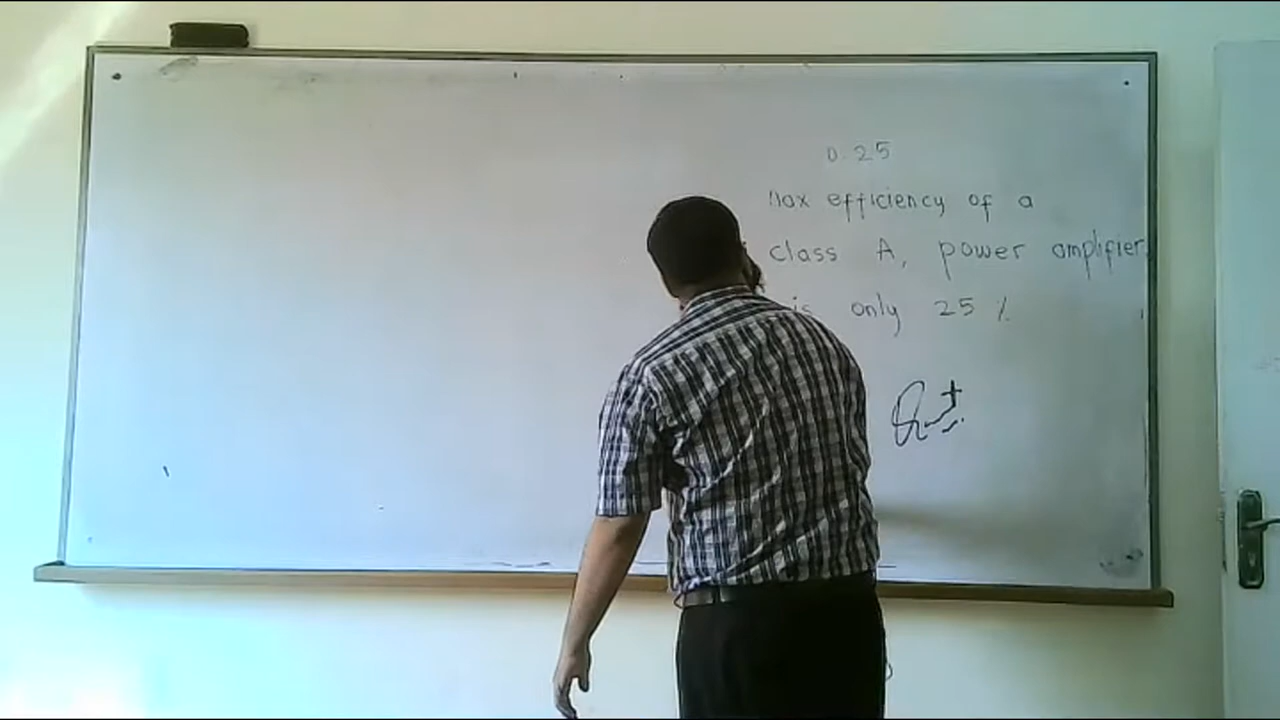 0.25
Max efficiency of a
class A, power amplifier
is only 25 %